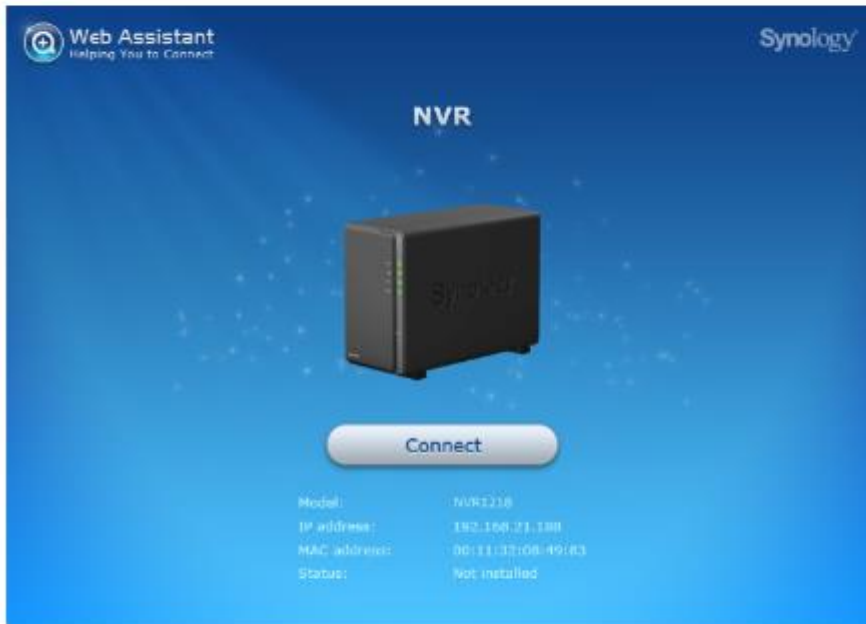 Web Assistant
Helping You to Connect
Synology
NVR
Synology
Connect
Model: NVR1218
IP address: 192.168.21.188
MAC address: 00:11:32:08:49:83
Status: Not installed